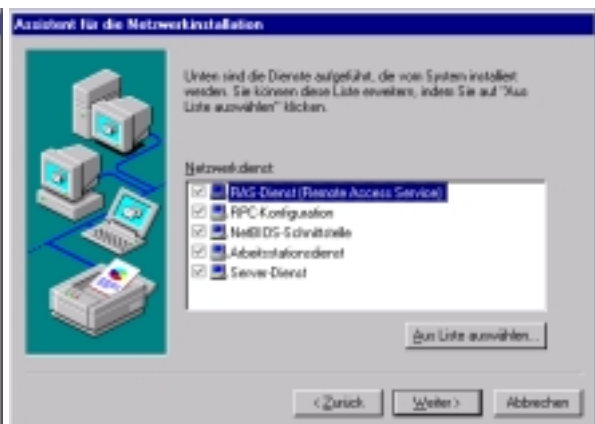 Assistent für die Netzwerkinstallation
Unten sind die Dienste aufgeführt, die vom System installiert
werden. Sie können diese Liste erweitern, indem Sie auf "Aus
Liste auswählen" klicken.
Netzwerkdienst:
RAS-Dienst (Remote Access Service)
RPC-Konfiguration
NetBIOS-Schnittstelle
Arbeitsstationsdienst
Server-Dienst
Aus Liste auswählen...
< Zurück
Weiter >
Abbrechen